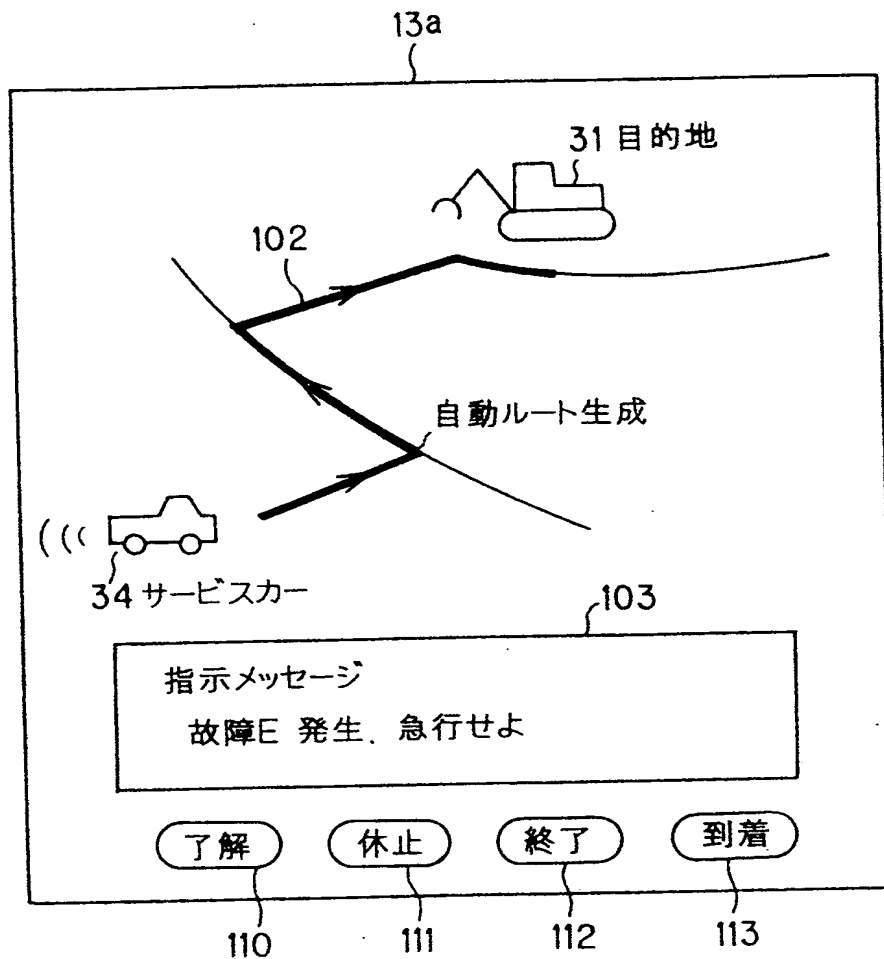 13a
31 目的地
102
自動ルート生成
34 サービスカー
103
指示メッセージ
故障E 発生、急行せよ
了解 休止 終了 到着
110 111 112 113